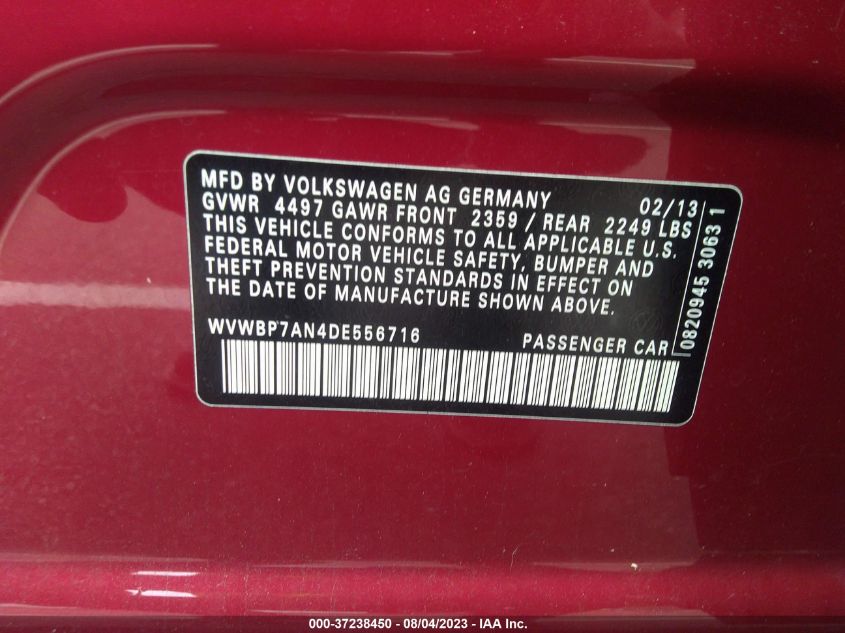 MFD BY VOLKSWAGEN AG GERMANY 02/13
GVWR 4497 GAWR FRONT 2359 / REAR 2249 LBS
THIS VEHICLE CONFORMS TO ALL APPLICABLE U.S.
FEDERAL MOTOR VEHICLE SAFETY, BUMPER AND
THEFT PREVENTION STANDARDS IN EFFECT ON
THE DATE OF MANUFACTURE SHOWN ABOVE.
WVWBP7AN4DE556716 PASSENGER CAR
0820945 3063 1
000-37238450 - 08/04/2023 - IAA Inc.